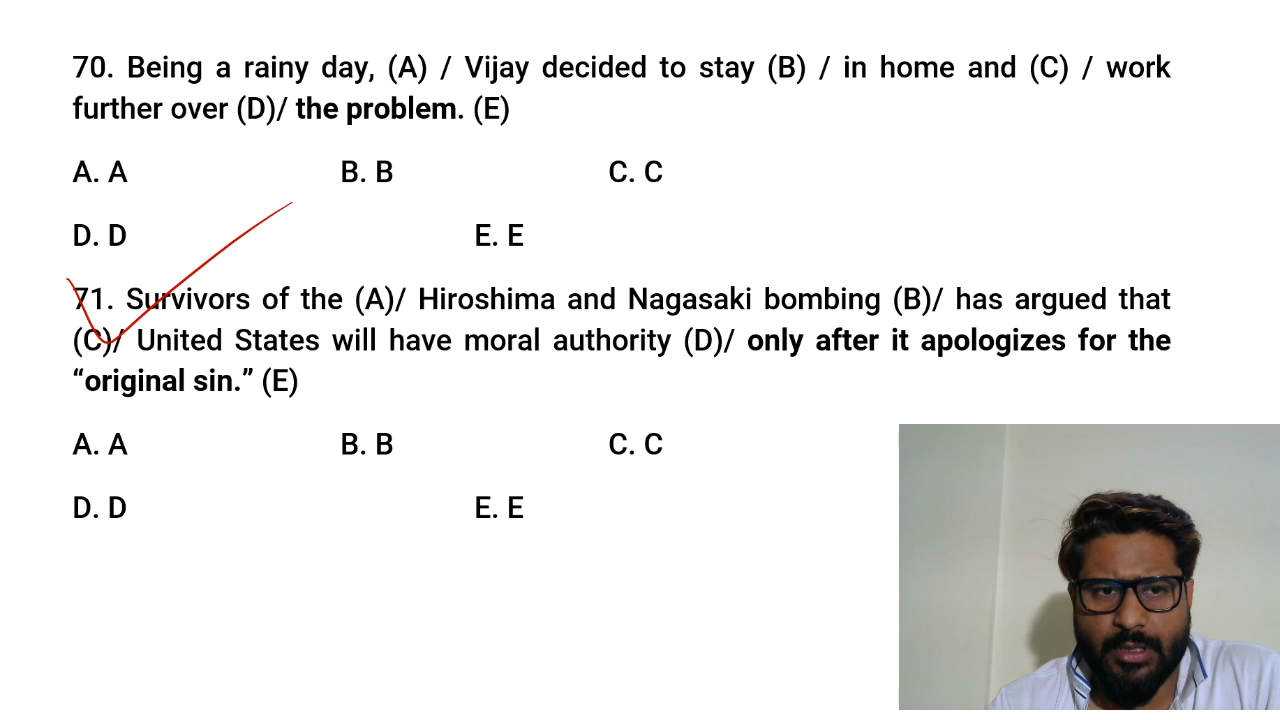 70. Being a rainy day, (A) / Vijay decided to stay (B) / in home and (C) / work
further over (D)/ the problem. (E)
A. A B. B C. C
D. D E. E
71. Survivors of the (A)/ Hiroshima and Nagasaki bombing (B)/ has argued that
(C)/ United States will have moral authority (D)/ only after it apologizes for the
“original sin.” (E)
A. A B. B C. C
D. D E. E